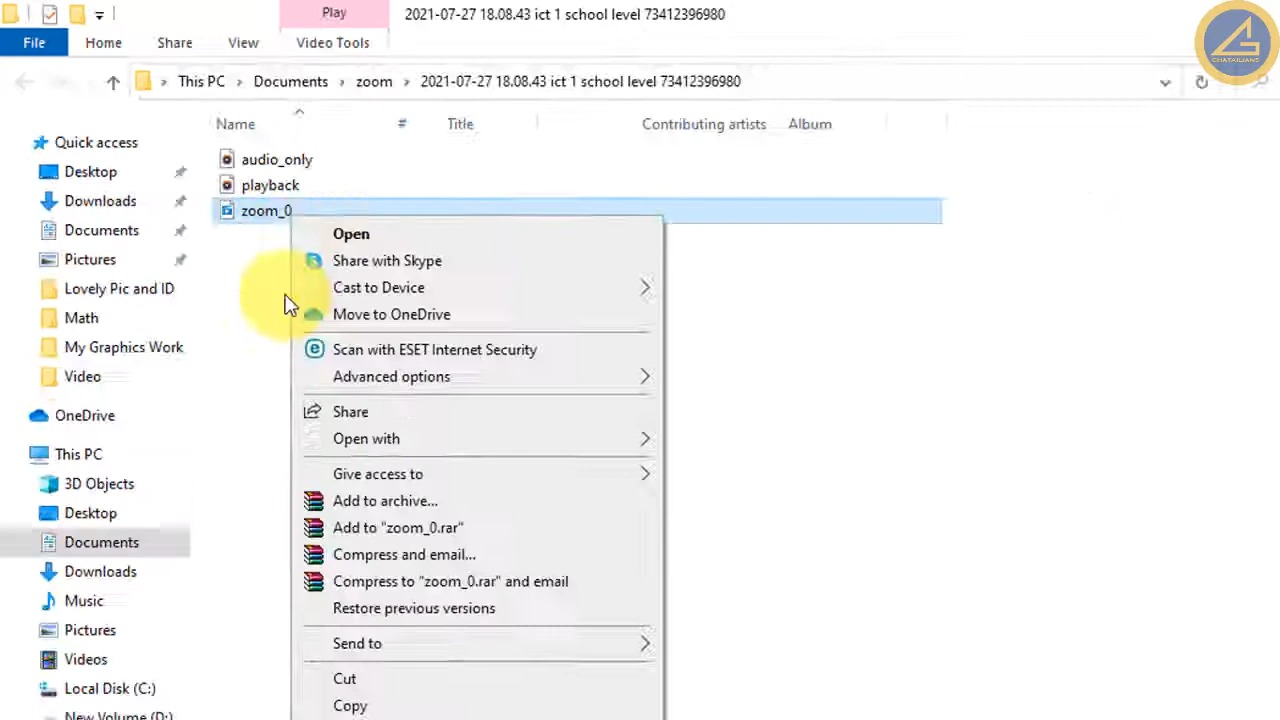 Play
2021-07-27 18.08.43 ict 1 school level 73412396980
File
Home
Share
View
Video Tools
This PC
Documents
zoom
2021-07-27 18.08.43 ict 1 school level 73412396980
Name
#
Title
Contributing artists
Album
Quick access
Desktop
Downloads
Documents
Pictures
Lovely Pic and ID
Math
My Graphics Work
Video
OneDrive
This PC
3D Objects
Desktop
Documents
Downloads
Music
Pictures
Videos
Local Disk (C:)
New Volume (D:)
audio_only
playback
zoom_0
Open
Share with Skype
Cast to Device
Move to OneDrive
Scan with ESET Internet Security
Advanced options
Share
Open with
Give access to
Add to archive...
Add to "zoom_0.rar"
Compress and email...
Compress to "zoom_0.rar" and email
Restore previous versions
Send to
Cut
Copy
CHATAILIANS